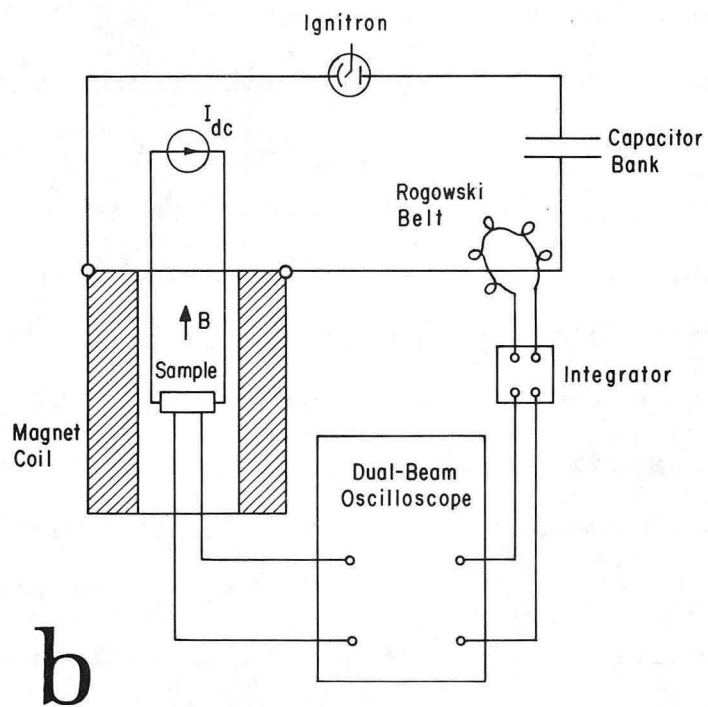 Ignitron
I dc
Capacitor
Bank
Rogowski
Belt
B
Sample
Integrator
Magnet
Coil
Dual-Beam
Oscilloscope
b